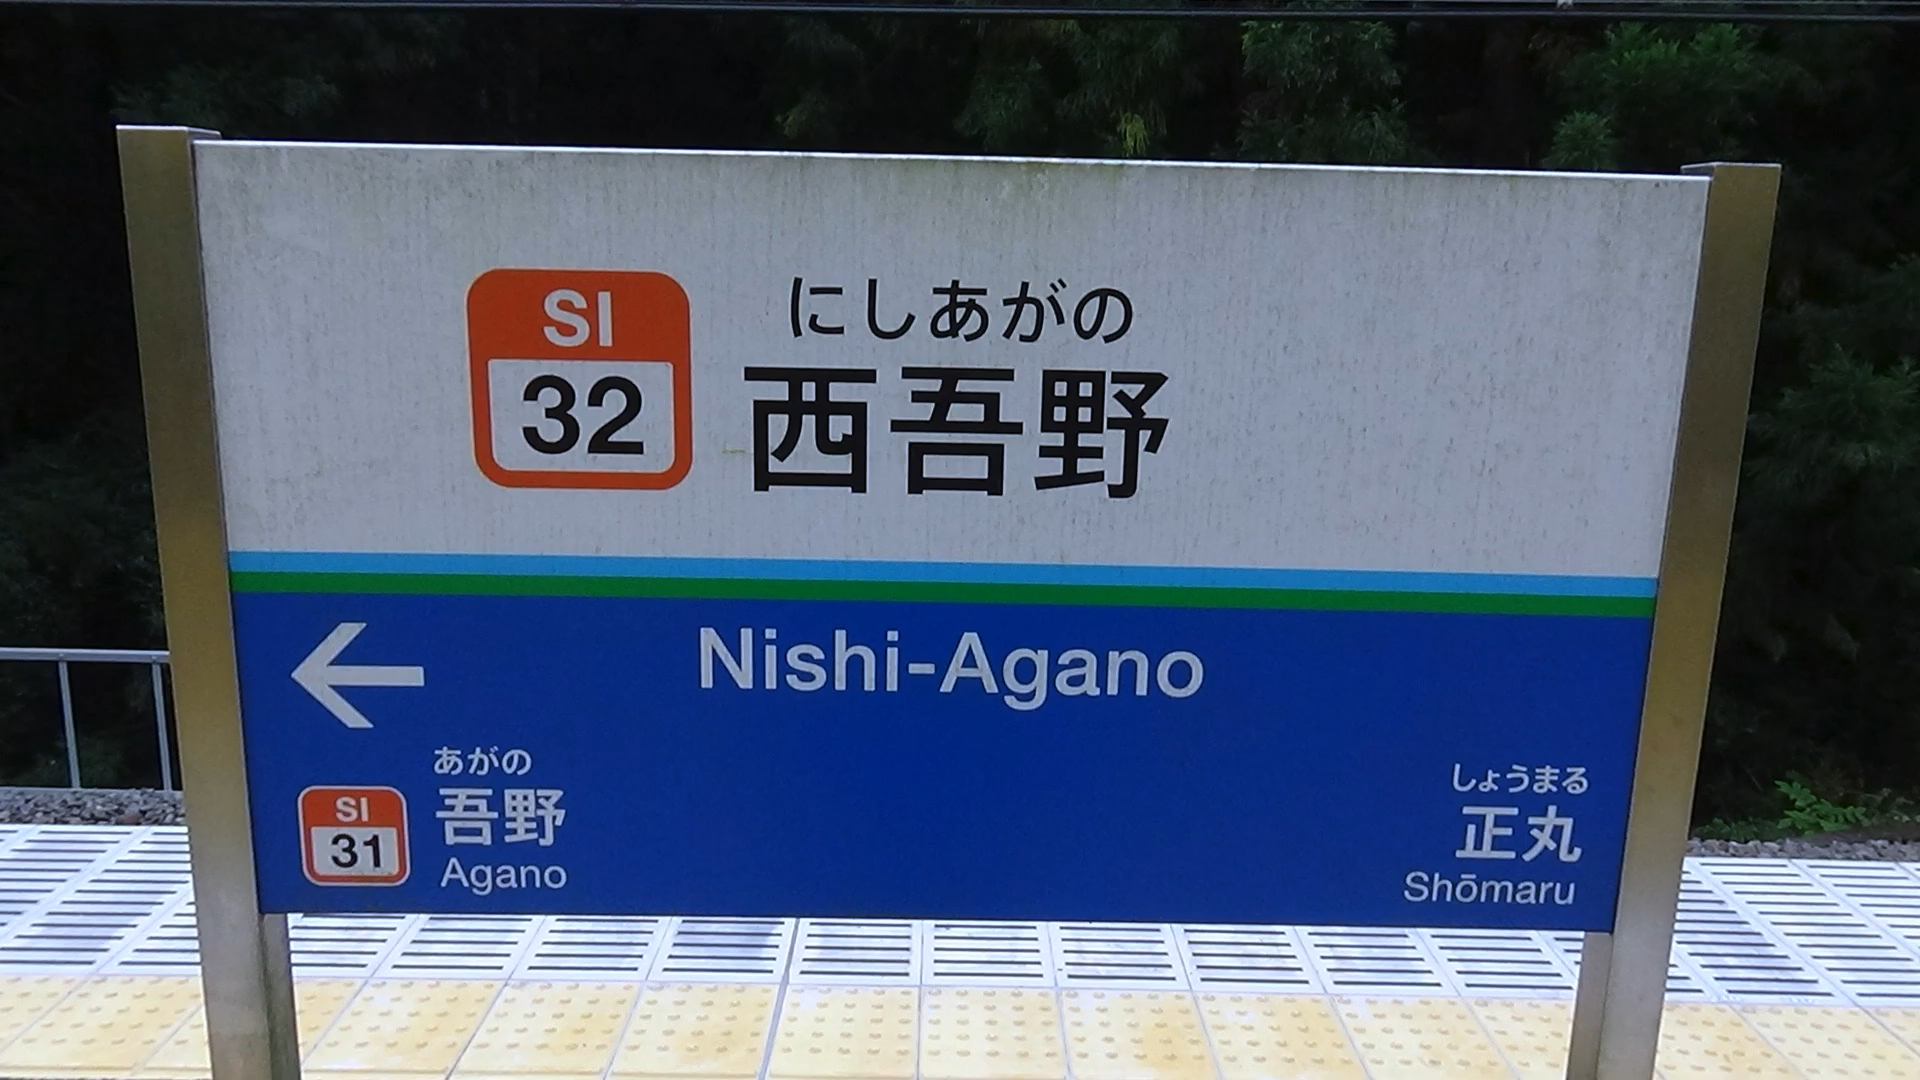 SI
32
にしあがの
西吾野
Nishi-Agano
SI
31
あがの
吾野
Agano
しょうまる
正丸
Shōmaru